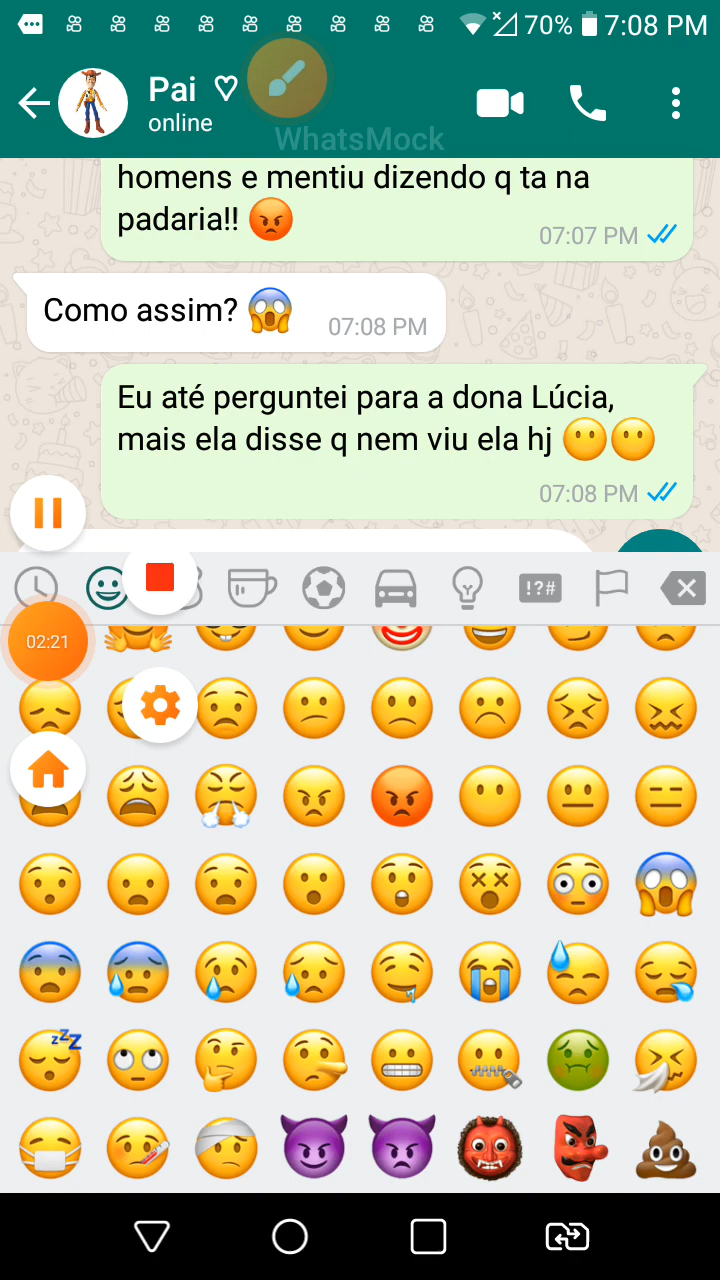 70% 7:08 PM
Pai ♡
online
WhatsMock
homens e mentiu dizendo q ta na
padaria!! 😡
07:07 PM
Como assim? 😱
07:08 PM
Eu até perguntei para a dona Lúcia,
mais ela disse q nem viu ela hj 😶😶
07:08 PM
!?#
02:21